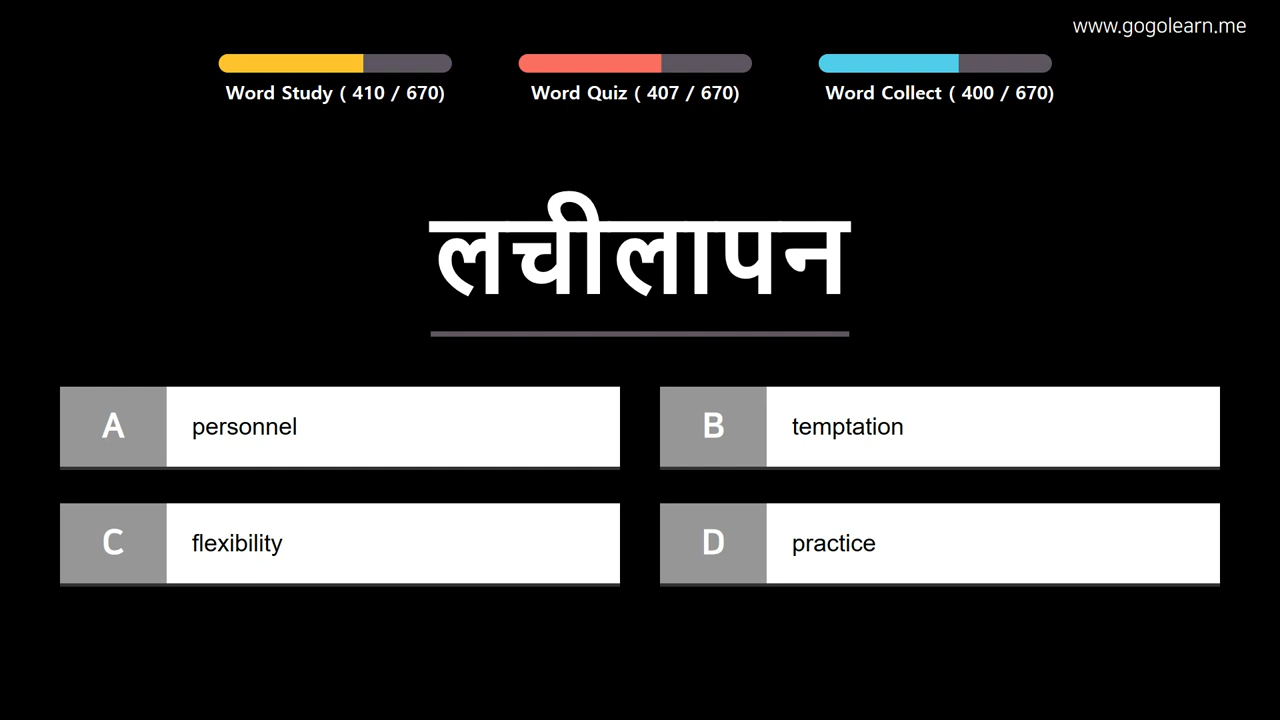 www.gogolearn.me
Word Study ( 410 / 670)
Word Quiz ( 407 / 670)
Word Collect ( 400 / 670)
लचीलापन
A personnel
B temptation
C flexibility
D practice